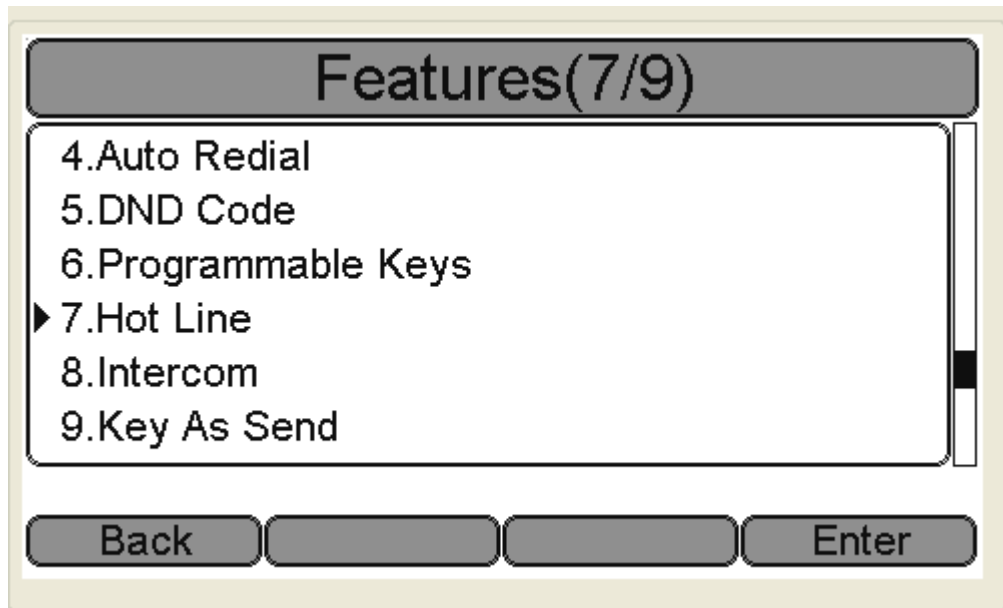 Features(7/9)
4.Auto Redial
5.DND Code
6.Programmable Keys
7.Hot Line
8.Intercom
9.Key As Send
Back Enter